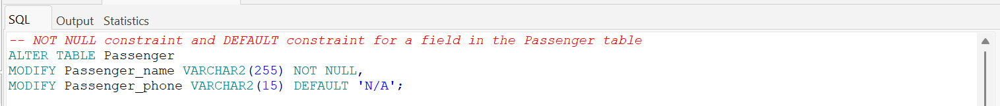 SQL Output Statistics
-- NOT NULL constraint and DEFAULT constraint for a field in the Passenger table
ALTER TABLE Passenger
MODIFY Passenger_name VARCHAR2(255) NOT NULL,
MODIFY Passenger_phone VARCHAR2(15) DEFAULT 'N/A';